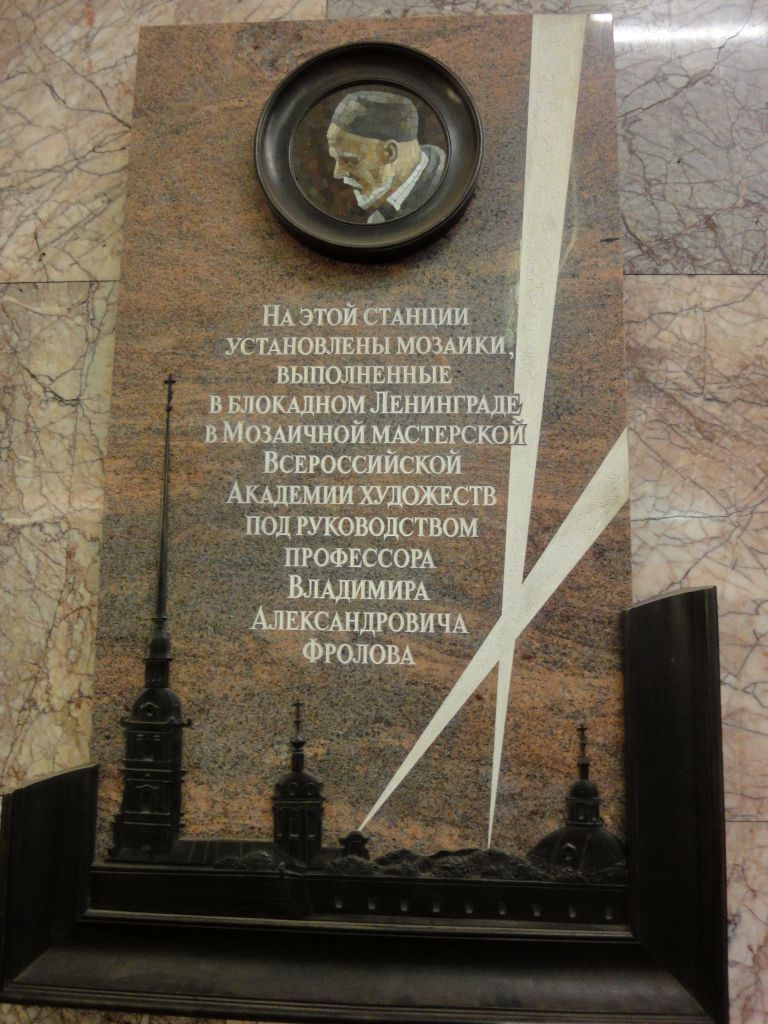 На этой станции
установлены мозаики,
выполненные
в блокадном Ленинграде
в Мозаичной мастерской
Всероссийской
Академии художеств
под руководством
профессора
Владимира
Александровича
Фролова